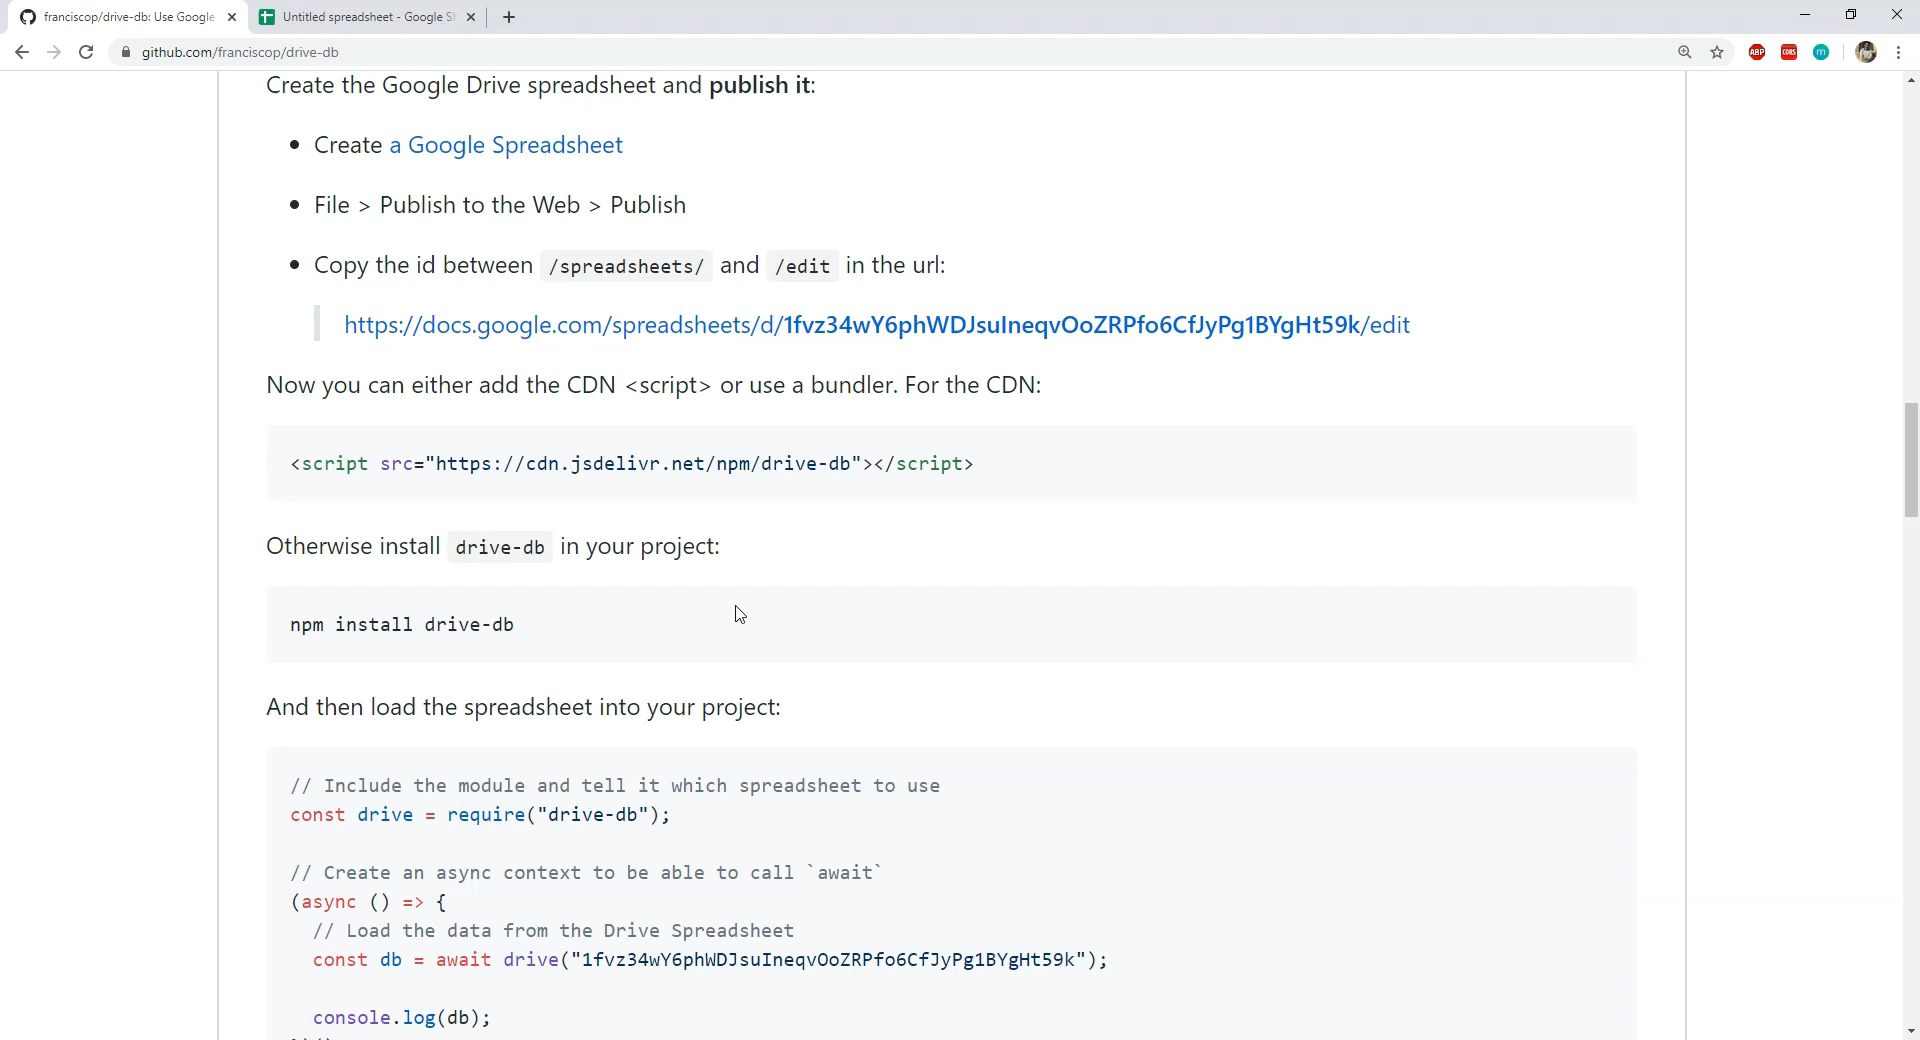 franciscop/drive-db: Use Google
Untitled spreadsheet - Google Sh
github.com/franciscop/drive-db
ABP
CORS
m
Create the Google Drive spreadsheet and publish it:
• Create a Google Spreadsheet
• File > Publish to the Web > Publish
• Copy the id between /spreadsheets/ and /edit in the url:
https://docs.google.com/spreadsheets/d/1fvz34wY6phWDJsuIneqvOoZRPfo6CfJyPg1BYgHt59k/edit
Now you can either add the CDN <script> or use a bundler. For the CDN:
<script src="https://cdn.jsdelivr.net/npm/drive-db"></script>
Otherwise install drive-db in your project:
npm install drive-db
And then load the spreadsheet into your project:
// Include the module and tell it which spreadsheet to use
const drive = require("drive-db");
// Create an async context to be able to call `await`
(async () => {
// Load the data from the Drive Spreadsheet
const db = await drive("1fvz34wY6phWDJsuIneqvOoZRPfo6CfJyPg1BYgHt59k");
console.log(db);